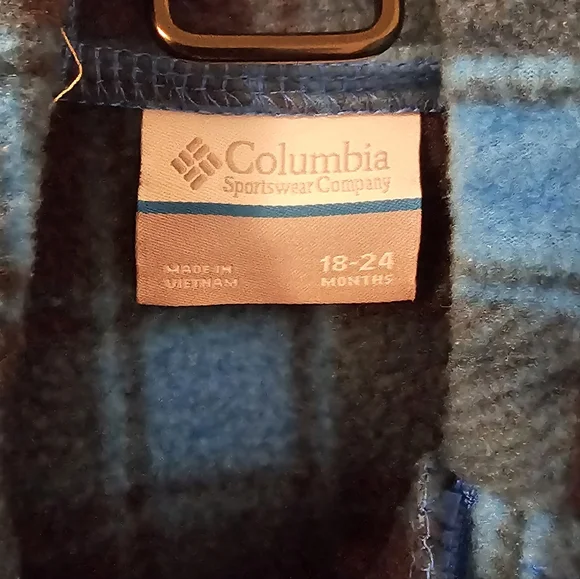 Columbia
Sportswear Company
MADE IN
VIETNAM
18-24
MONTHS